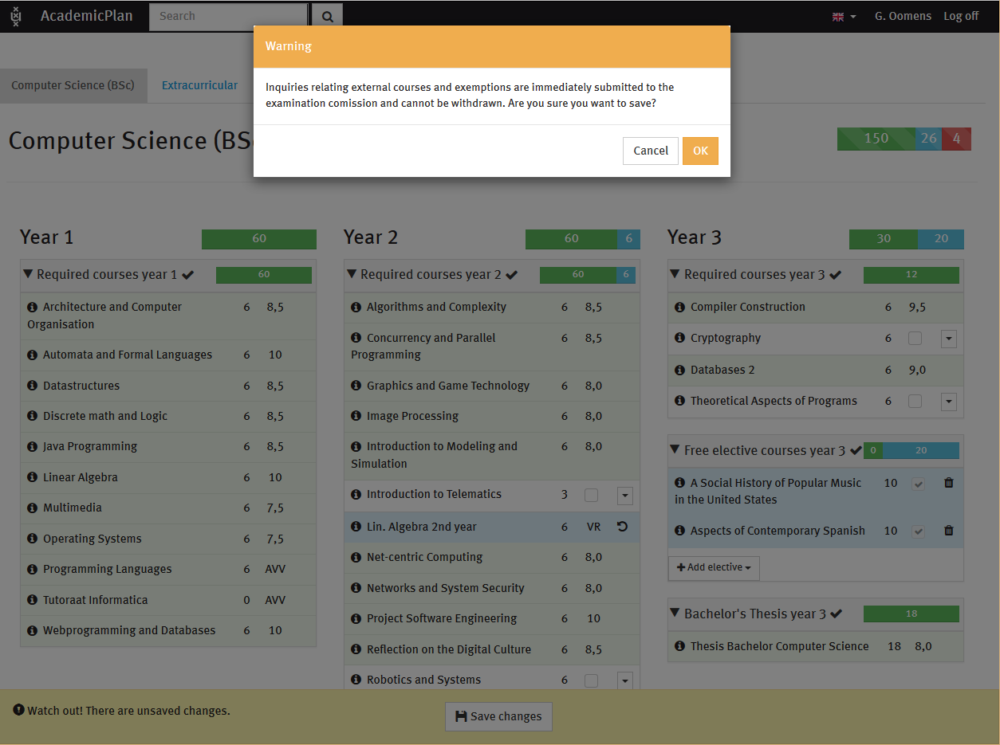 AcademicPlan Search G. Oomens Log off
Warning
Inquiries relating external courses and exemptions are immediately submitted to the
examination comission and cannot be withdrawn. Are you sure you want to save?
Cancel OK
Computer Science (BSc) Extracurricular
Computer Science (BS
150 26 4
Year 1 60
Required courses year 1 60
Architecture and Computer 6 8,5
Organisation
Automata and Formal Languages 6 10
Datastructures 6 8,5
Discrete math and Logic 6 8,5
Java Programming 6 8,5
Linear Algebra 6 10
Multimedia 6 7,5
Operating Systems 6 7,5
Programming Languages 6 AVV
Tutoraat Informatica 0 AVV
Webprogramming and Databases 6 10
Year 2 60 6
Required courses year 2 60 6
Algorithms and Complexity 6 8,5
Concurrency and Parallel 6 8,5
Programming
Graphics and Game Technology 6 8,0
Image Processing 6 8,0
Introduction to Modeling and 6 8,0
Simulation
Introduction to Telematics 3
Lin. Algebra 2nd year 6 VR
Net-centric Computing 6 8,0
Networks and System Security 6 8,0
Project Software Engineering 6 10
Reflection on the Digital Culture 6 8,5
Robotics and Systems 6
Year 3 30 20
Required courses year 3 12
Compiler Construction 6 9,5
Cryptography 6
Databases 2 6 9,0
Theoretical Aspects of Programs 6
Free elective courses year 3 0 20
A Social History of Popular Music 10
in the United States
Aspects of Contemporary Spanish 10
Add elective
Bachelor's Thesis year 3 18
Thesis Bachelor Computer Science 18 8,0
Watch out! There are unsaved changes.
Save changes